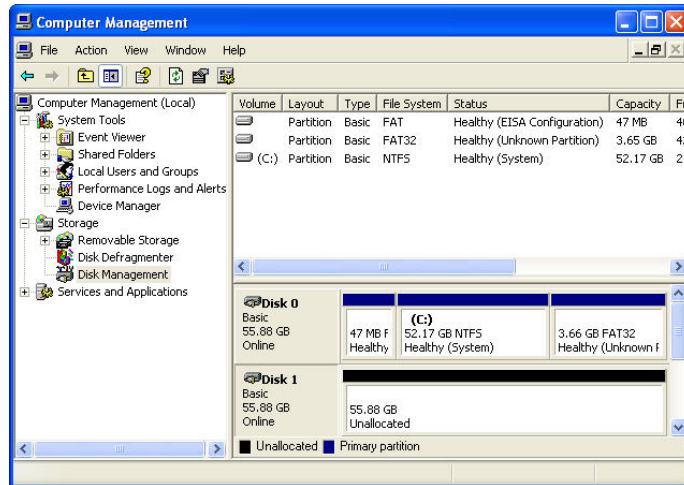 Computer Management
File Action View Window Help
Computer Management (Local)
System Tools
Event Viewer
Shared Folders
Local Users and Groups
Performance Logs and Alerts
Device Manager
Storage
Removable Storage
Disk Defragmenter
Disk Management
Services and Applications
Volume Layout Type File System Status Capacity F
Partition Basic FAT Healthy (EISA Configuration) 47 MB
Partition Basic FAT32 Healthy (Unknown Partition) 3.65 GB
(C:) Partition Basic NTFS Healthy (System) 52.17 GB 2
Disk 0
Basic
55.88 GB
Online
47 MB F
Healthy
(C:)
52.17 GB NTFS
Healthy (System)
3.66 GB FAT32
Healthy (Unknown
Disk 1
Basic
55.88 GB
Online
55.88 GB
Unallocated
Unallocated Primary partition